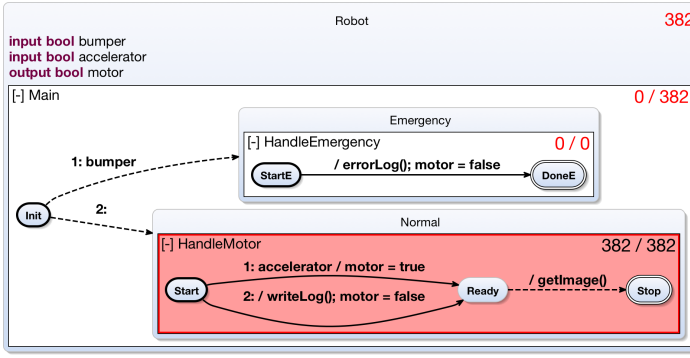 Robot
382
input bool bumper
input bool accelerator
output bool motor
[-] Main
0 / 382
Emergency
[-] HandleEmergency
0 / 0
1: bumper
StartE
/ errorLog(); motor = false
DoneE
Init
2:
Normal
[-] HandleMotor
382 / 382
1: accelerator / motor = true
Start
2: / writeLog(); motor = false
Ready
/ getImage()
Stop